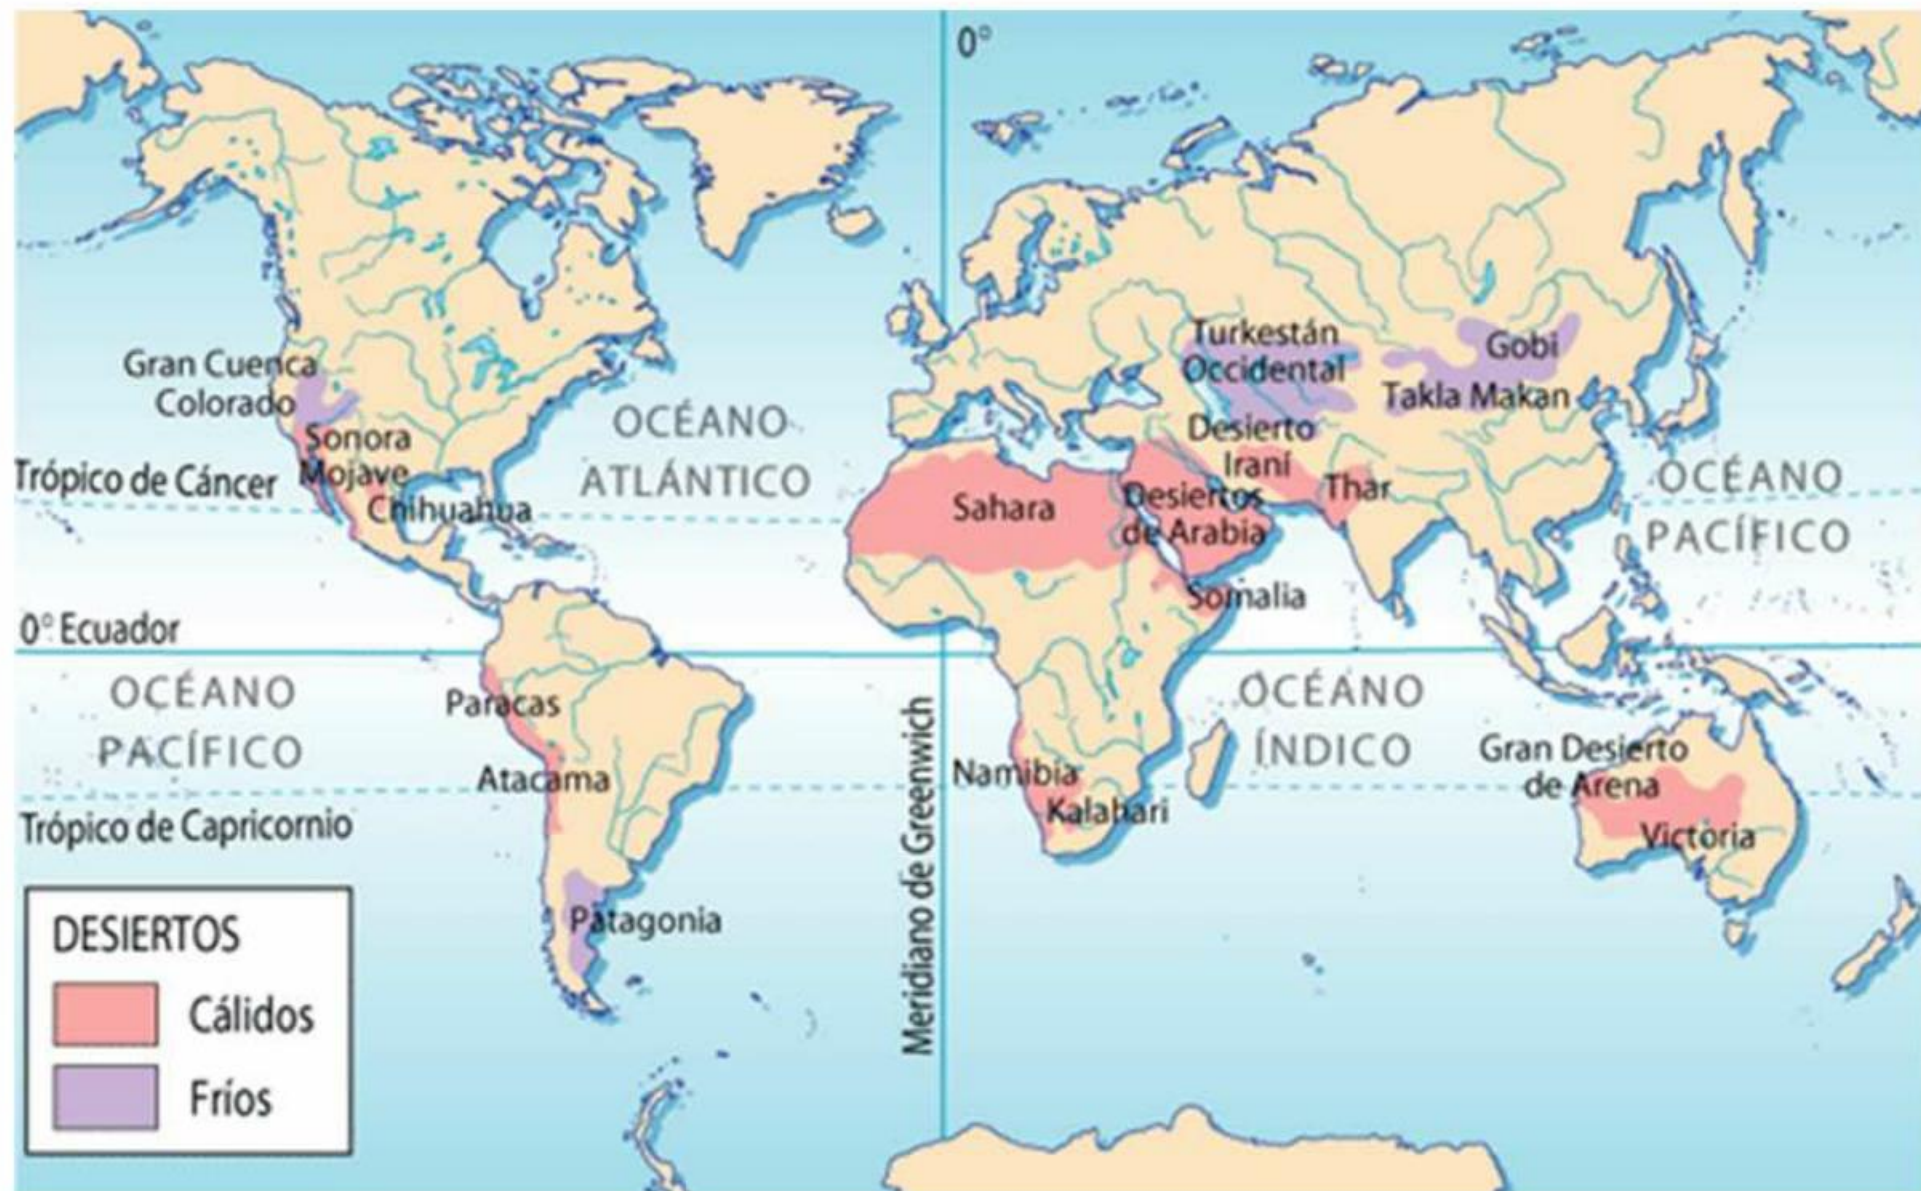 0°
Gran Cuenca
Colorado
Sonora
Mojave
Chihuahua
Trópico de Cáncer
OCÉANO
ATLÁNTICO
Turkestán
Occidental
Gobi
Takla Makan
Desierto
Iraní
Thar
Sahara
Desiertos
de Arabia
Somalia
OCÉANO
PACÍFICO
0° Ecuador
OCÉANO
PACÍFICO
Paracas
Atacama
Trópico de Capricornio
Patagonia
Meridiano de Greenwich
Namibia
Kalahari
OCÉANO
ÍNDICO
Gran Desierto
de Arena
Victoria
DESIERTOS
Cálidos
Fríos